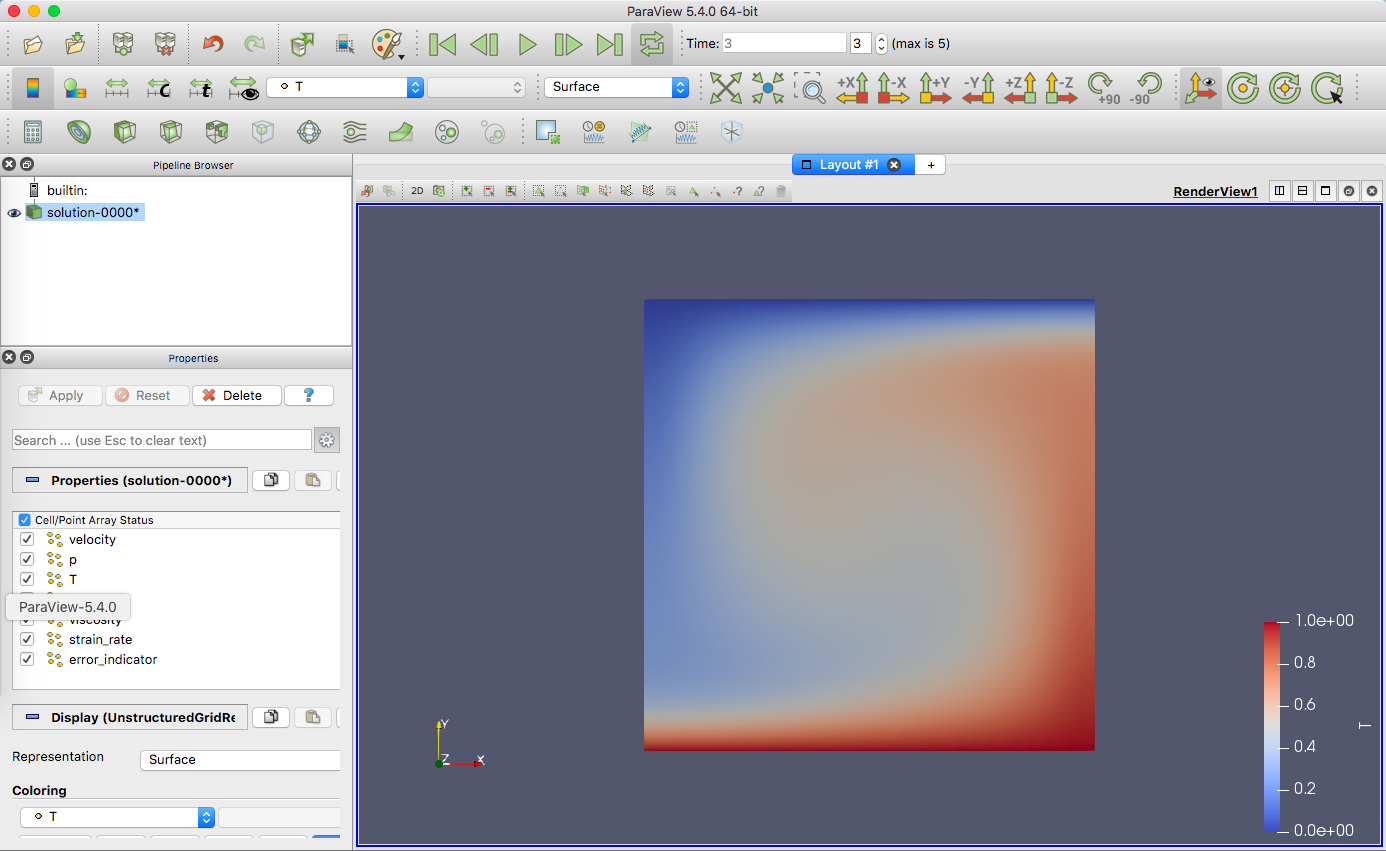 ParaView 5.4.0 64-bit
Time: 3 3 (max is 5)
C t T Surface +X -X +Y -Y +Z -Z +90 -90
Pipeline Browser
Layout #1 +
builtin:
solution-0000*
2D ? RenderView1
Properties
Apply Reset Delete ?
Search ... (use Esc to clear text)
Properties (solution-0000*)
Cell/Point Array Status
velocity
p
T
ParaView-5.4.0
viscosity
strain_rate
error_indicator
Display (UnstructuredGridRe
Representation Surface
Coloring
T
Y
Z X
1.0e+00
0.8
0.6
T
0.4
0.2
0.0e+00